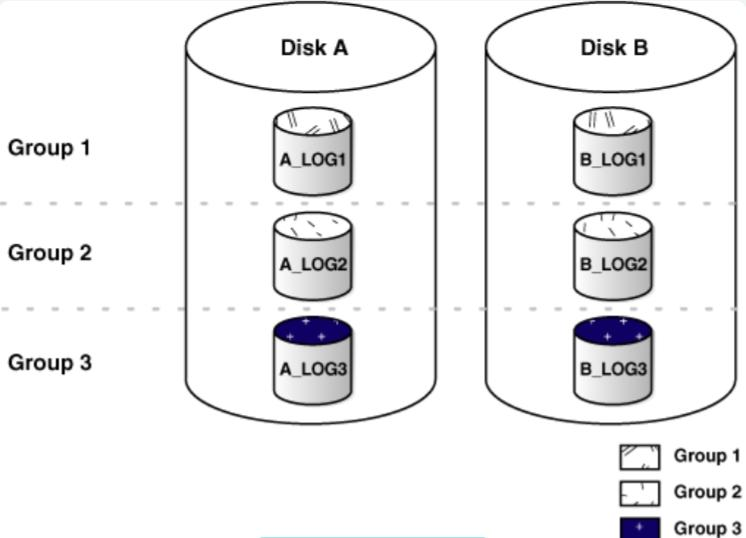 Disk A Disk B
Group 1 A_LOG1 B_LOG1
Group 2 A_LOG2 B_LOG2
Group 3 A_LOG3 B_LOG3
Group 1
Group 2
Group 3